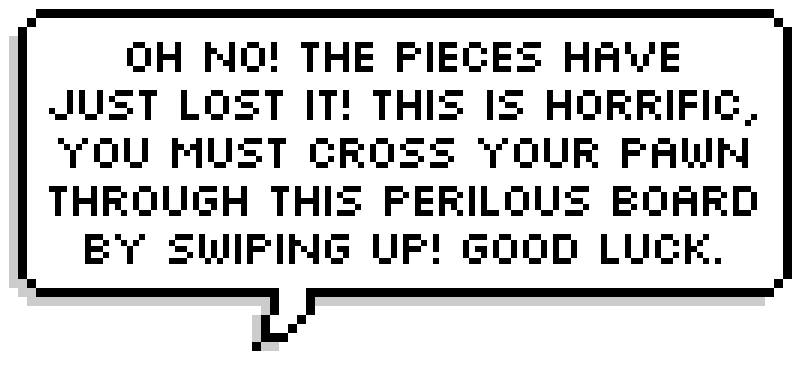 OH NO! THE PIECES HAVE
JUST LOST IT! THIS IS HORRIFIC,
YOU MUST CROSS YOUR PAWN
THROUGH THIS PERILOUS BOARD
BY SWIPING UP! GOOD LUCK.